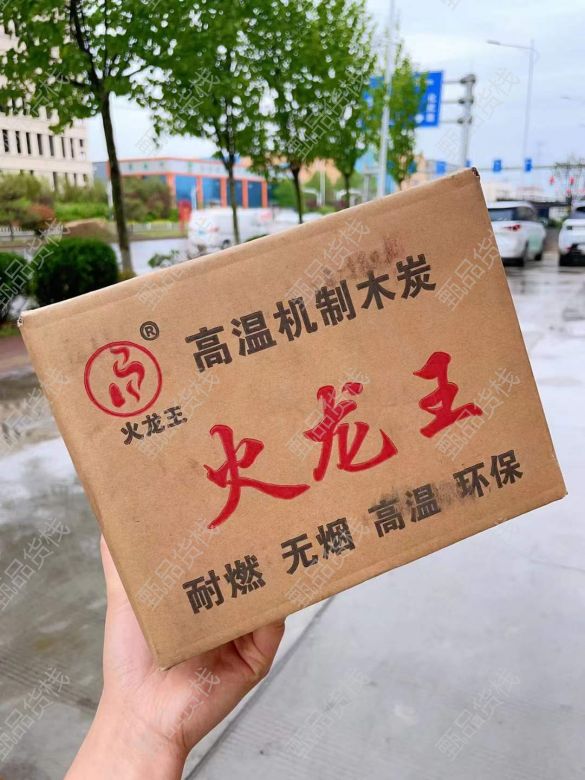 ®
高温机制木炭
火龙王
火龙王
耐燃 无烟 高温 环保
甄品货栈